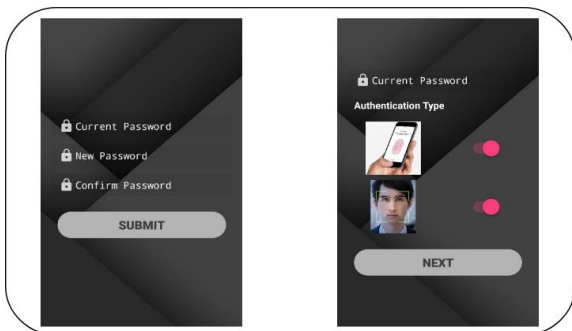 Current Password
New Password
Confirm Password
SUBMIT
Current Password
Authentication Type
NEXT